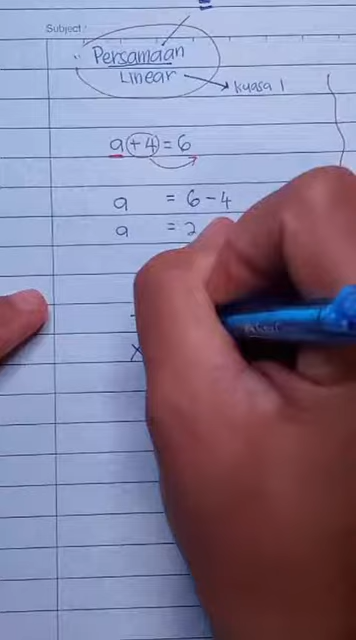 Subject:
Persamaan
Linear → kuasa 1
a + 4 = 6
a = 6 - 4
a = 2
x